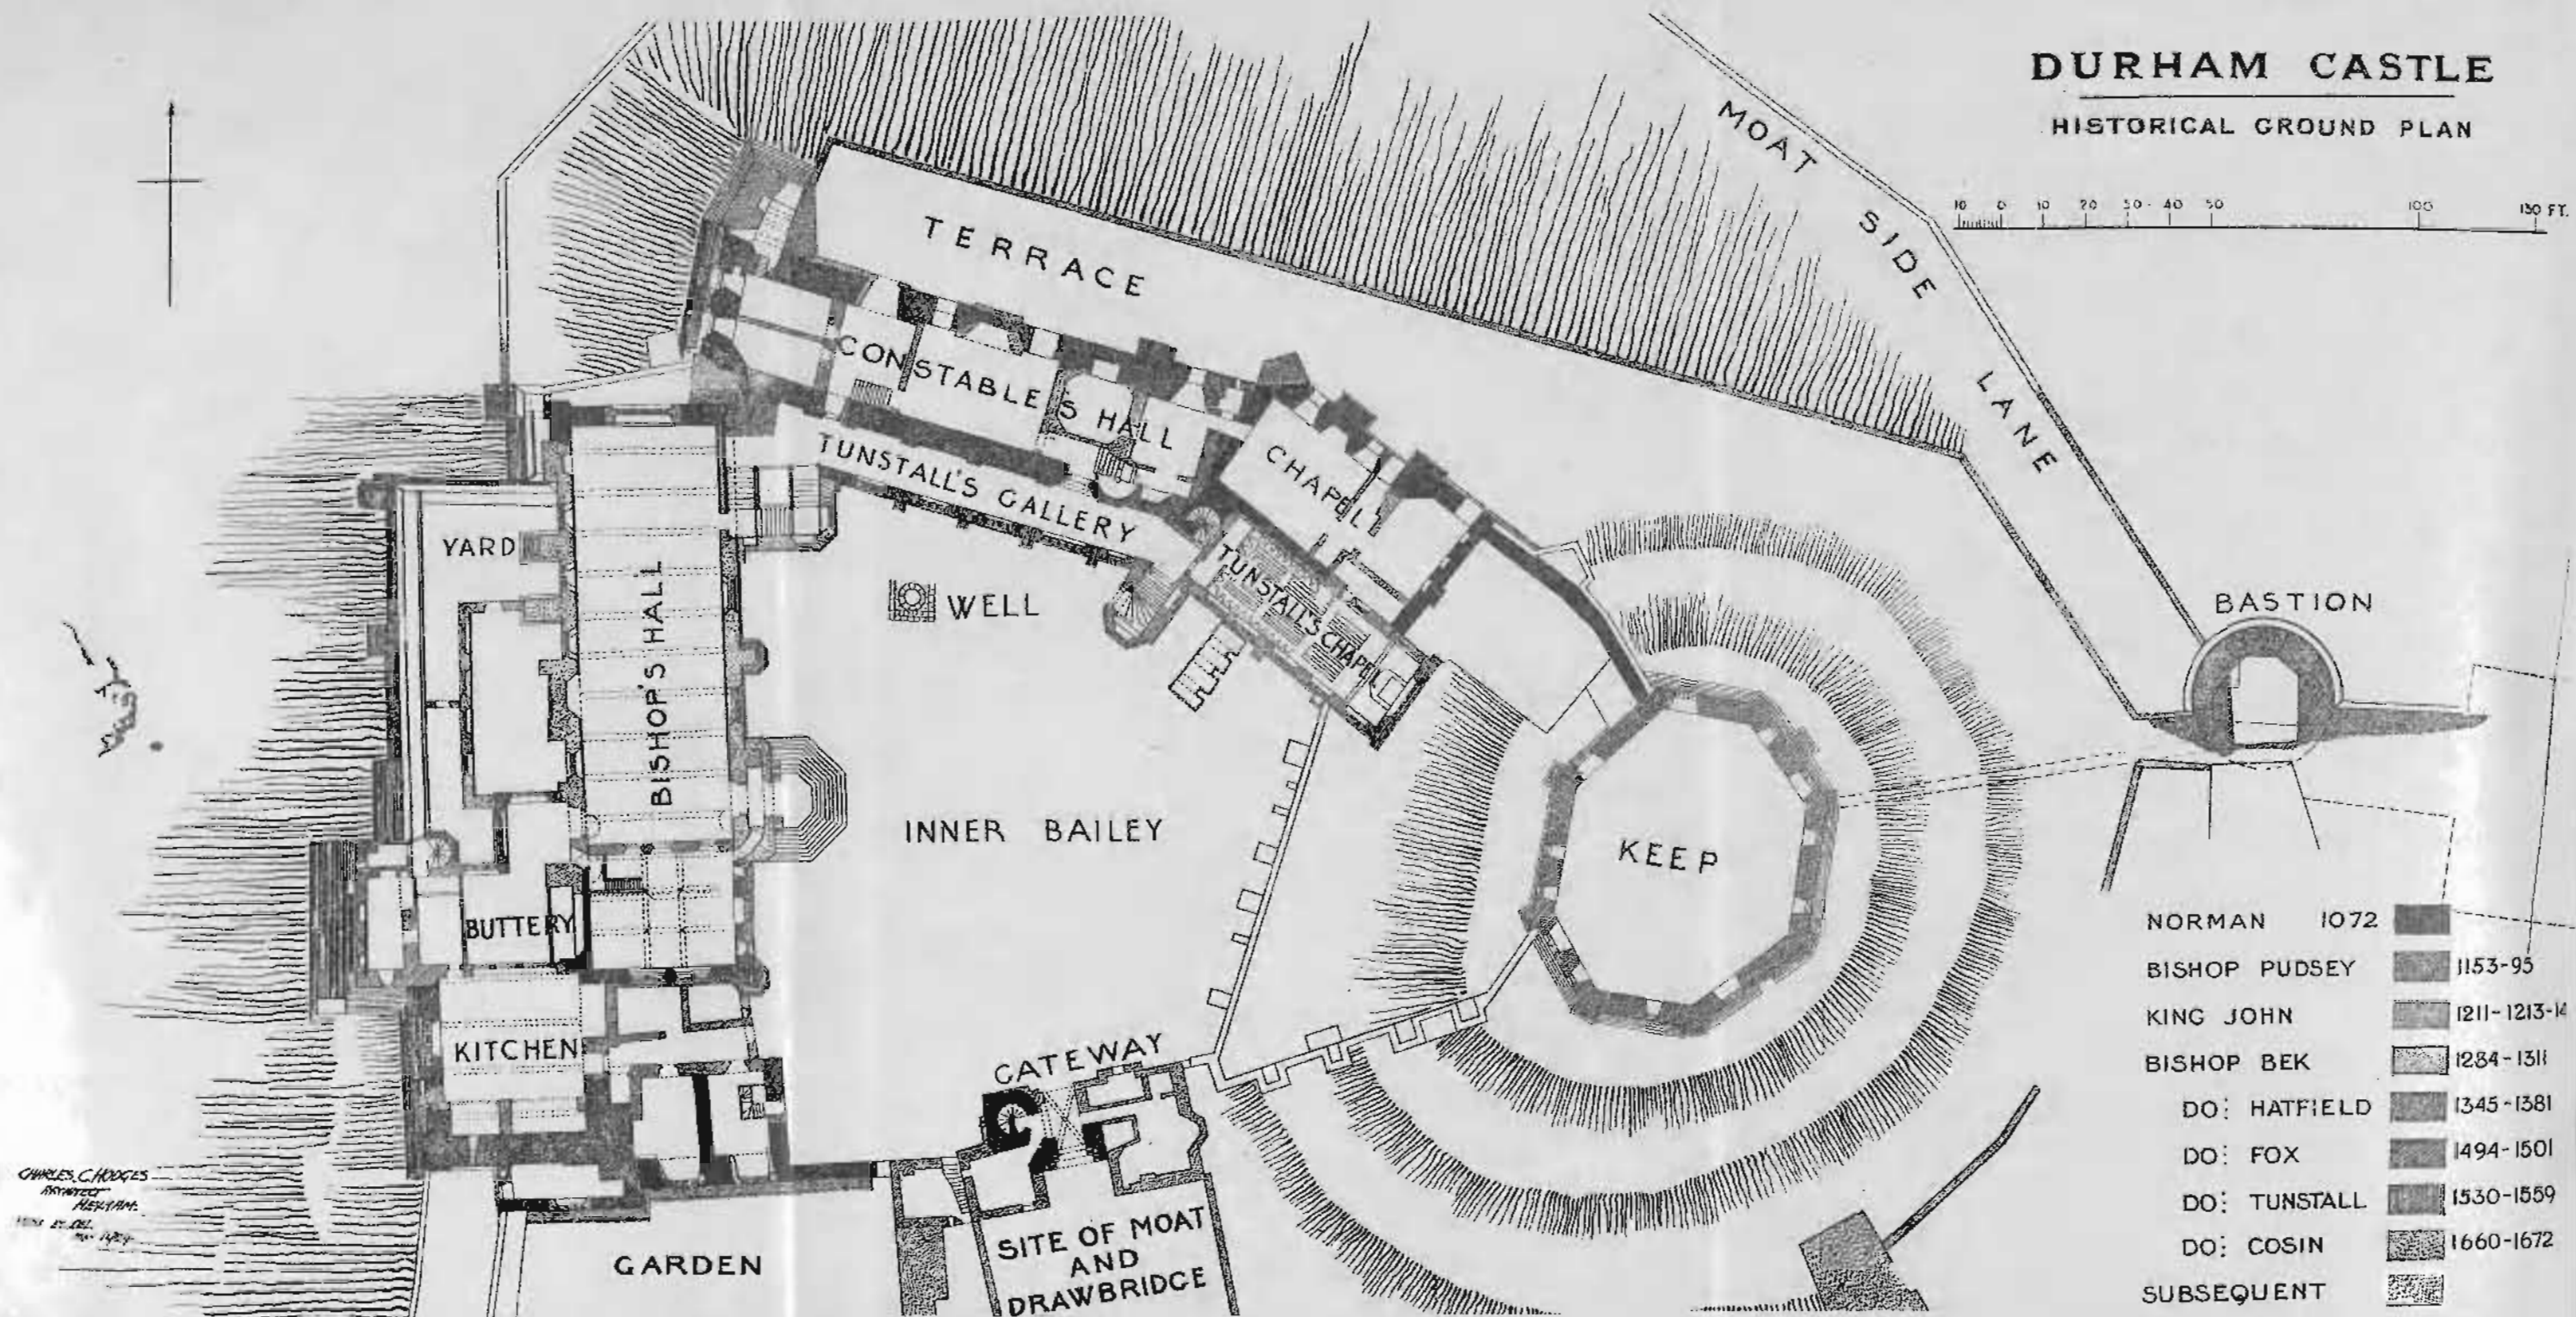 DURHAM CASTLE
HISTORICAL GROUND PLAN
10 0 10 20 30 40 50 100 130 FT.
MOAT SIDE LANE
TERRACE
CONSTABLE'S HALL
TUNSTALL'S GALLERY
CHAPEL
TUNSTALL'S CHAPEL
YARD
BISHOP'S HALL
WELL
BASTION
INNER BAILEY
KEEP
BUTTERY
KITCHEN
GATEWAY
GARDEN
SITE OF MOAT
AND
DRAWBRIDGE
NORMAN 1072
BISHOP PUDSEY 1153-95
KING JOHN 1211-1213-14
BISHOP BEK 1284-1311
DO: HATFIELD 1345-1381
DO: FOX 1494-1501
DO: TUNSTALL 1530-1559
DO: COSIN 1660-1672
SUBSEQUENT
CHARLES. C. HODGES
ARCHITECT
HEXHAM.